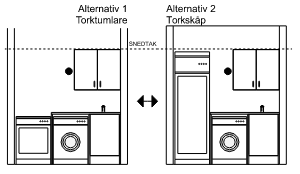 Alternativ 1
Torktumlare
Alternativ 2
Torkskåp
SNEDTAK